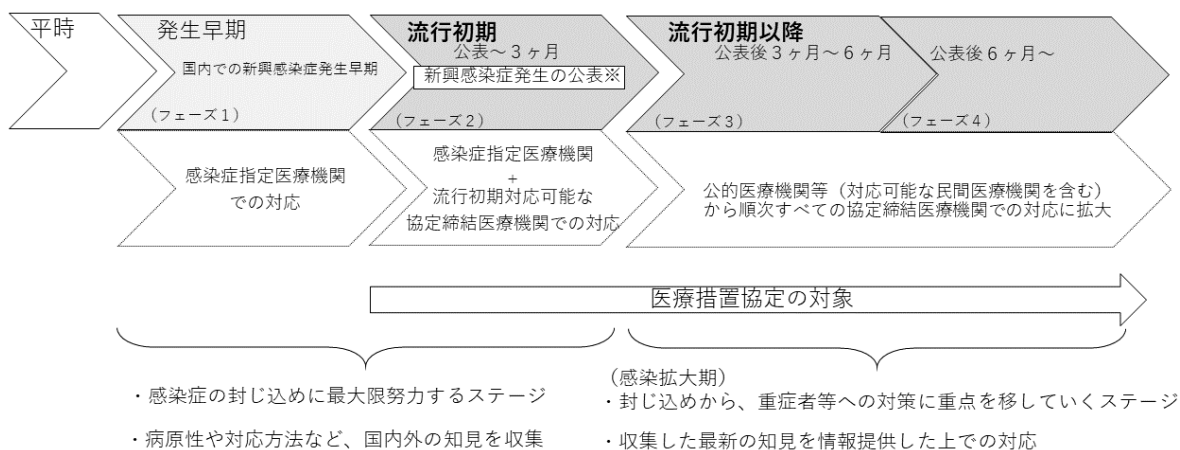 平時
発生早期
国内での新興感染症発生早期
（フェーズ１）
流行初期
公表～３ヶ月
新興感染症発生の公表※
（フェーズ２）
流行初期以降
公表後３ヶ月～６ヶ月
（フェーズ３）
公表後６ヶ月～
（フェーズ４）
感染症指定医療機関
での対応
感染症指定医療機関
+
流行初期対応可能な
協定締結医療機関での対応
公的医療機関等（対応可能な民間医療機関を含む）
から順次すべての協定締結医療機関での対応に拡大
医療措置協定の対象
・感染症の封じ込めに最大限努力するステージ
・病原性や対応方法など、国内外の知見を収集
（感染拡大期）
・封じ込めから、重症者等への対策に重点を移していくステージ
・収集した最新の知見を情報提供した上での対応